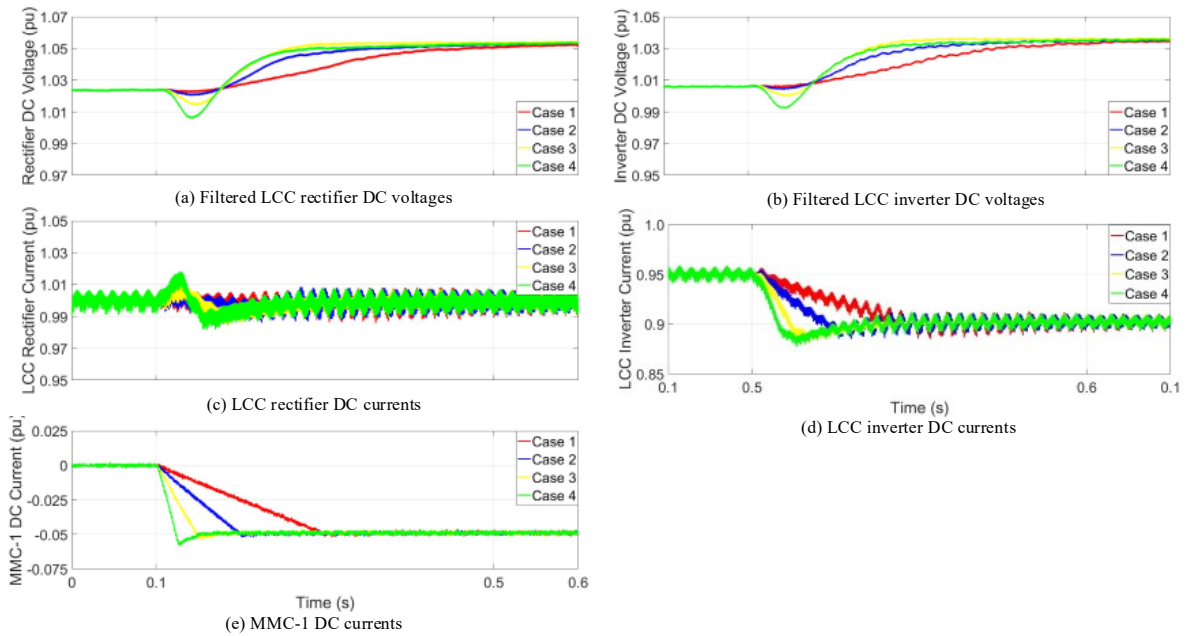 Rectifier DC Voltage (pu)
1.07
1.05
1.03
1.01
0.99
0.97
Case 1
Case 2
Case 3
Case 4
(a) Filtered LCC rectifier DC voltages
Inverter DC Voltage (pu)
1.05
1.03
1.01
0.99
0.97
0.95
Case 1
Case 2
Case 3
Case 4
(b) Filtered LCC inverter DC voltages
LCC Rectifier Current (pu)
1.05
1.03
1.01
0.99
0.97
0.95
Case 1
Case 2
Case 3
Case 4
(c) LCC rectifier DC currents
LCC Inverter Current (pu)
1.0
0.95
0.9
0.85
0.1 0.5 0.6 0.1
Case 1
Case 2
Case 3
Case 4
Time (s)
(d) LCC inverter DC currents
MMC-1 DC Current (pu)
0.025
0
-0.025
-0.05
-0.075
0 0.1 0.5 0.6
Case 1
Case 2
Case 3
Case 4
Time (s)
(e) MMC-1 DC currents